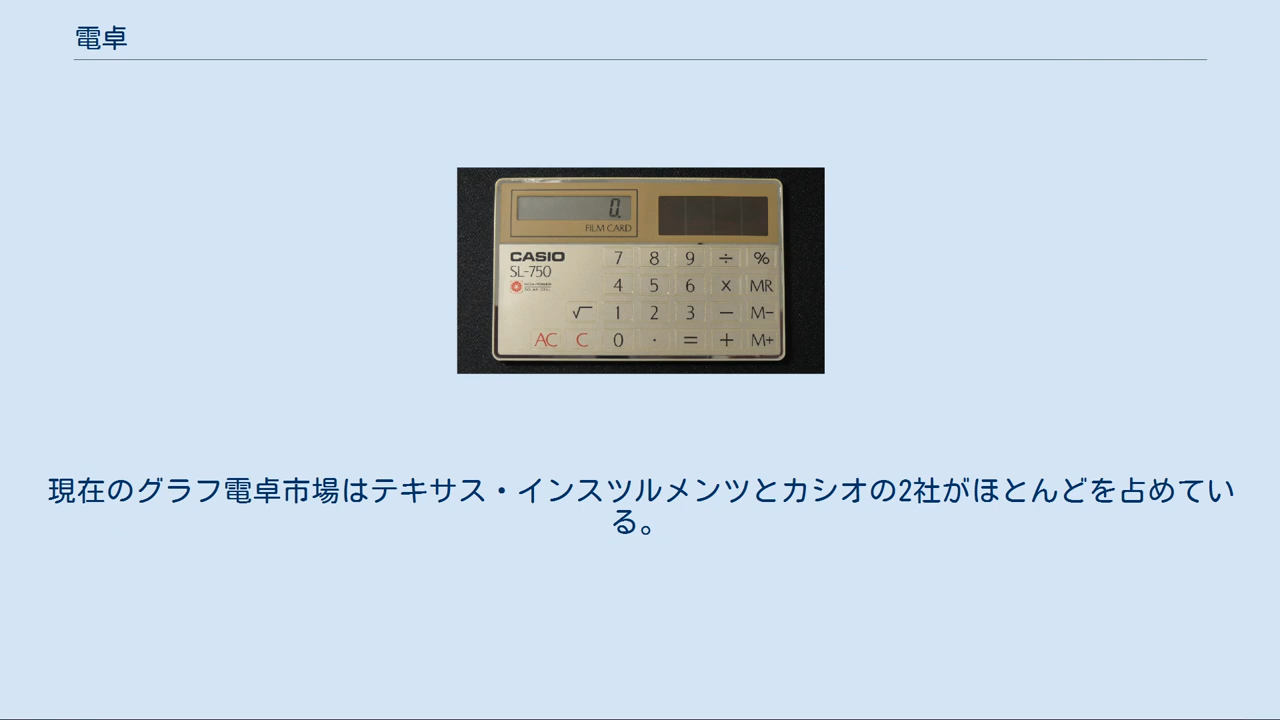 電卓
0.
FILM CARD
CASIO
SL-750
7 8 9 ÷ %
4 5 6 × MR
√ 1 2 3 − M−
AC C 0 · = + M+
現在のグラフ電卓市場はテキサス・インスツルメンツとカシオの2社がほとんどを占めてい
る。